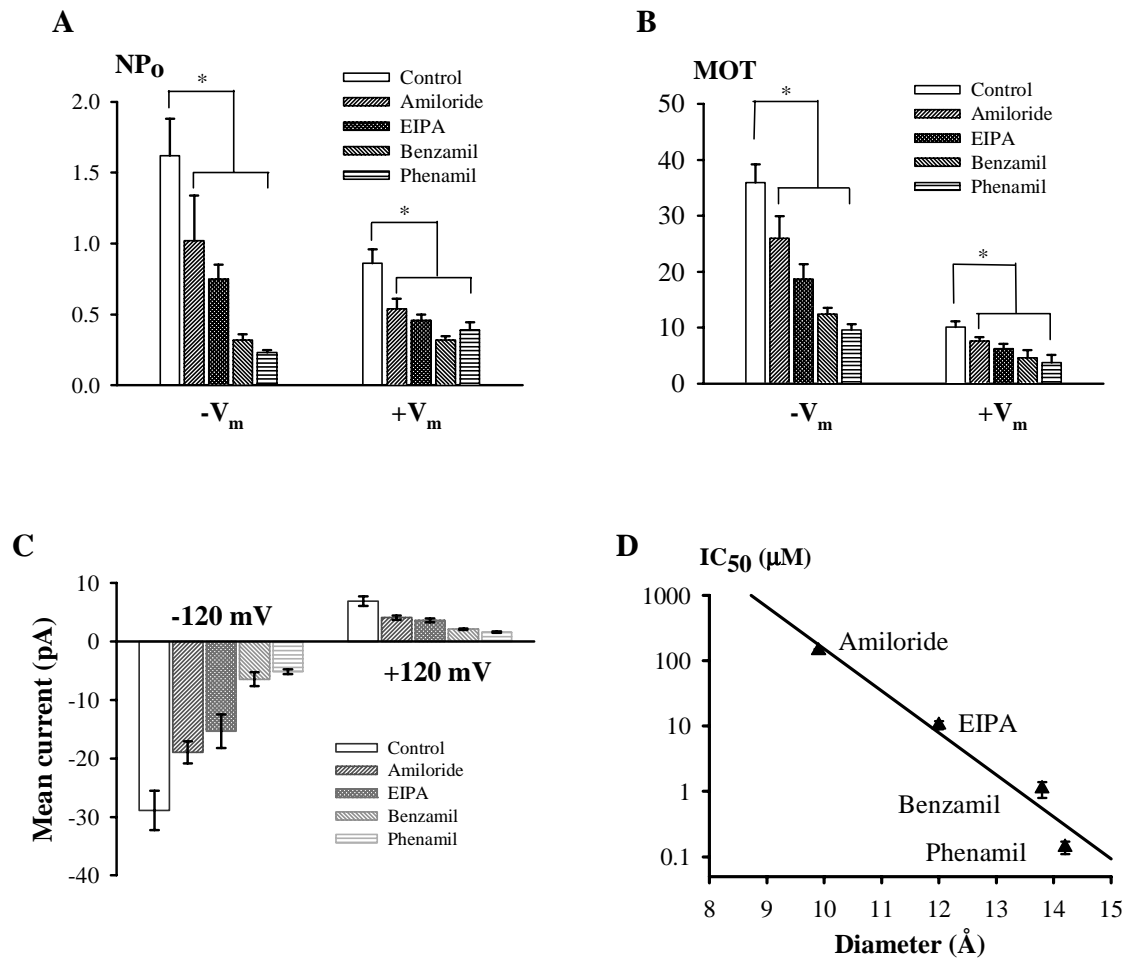 A
NPo
*
Control
Amiloride
EIPA
Benzamil
Phenamil
2.0
1.5
1.0
0.5
0.0
*
-Vm
+Vm
B
MOT
*
Control
Amiloride
EIPA
Benzamil
Phenamil
50
40
30
20
10
0
*
-Vm
+Vm
C
Mean current (pA)
10
0
-10
-20
-30
-40
-120 mV
+120 mV
Control
Amiloride
EIPA
Benzamil
Phenamil
D
IC50 (μM)
1000
100
10
1
0.1
Amiloride
EIPA
Benzamil
Phenamil
8 9 10 11 12 13 14 15
Diameter (Å)